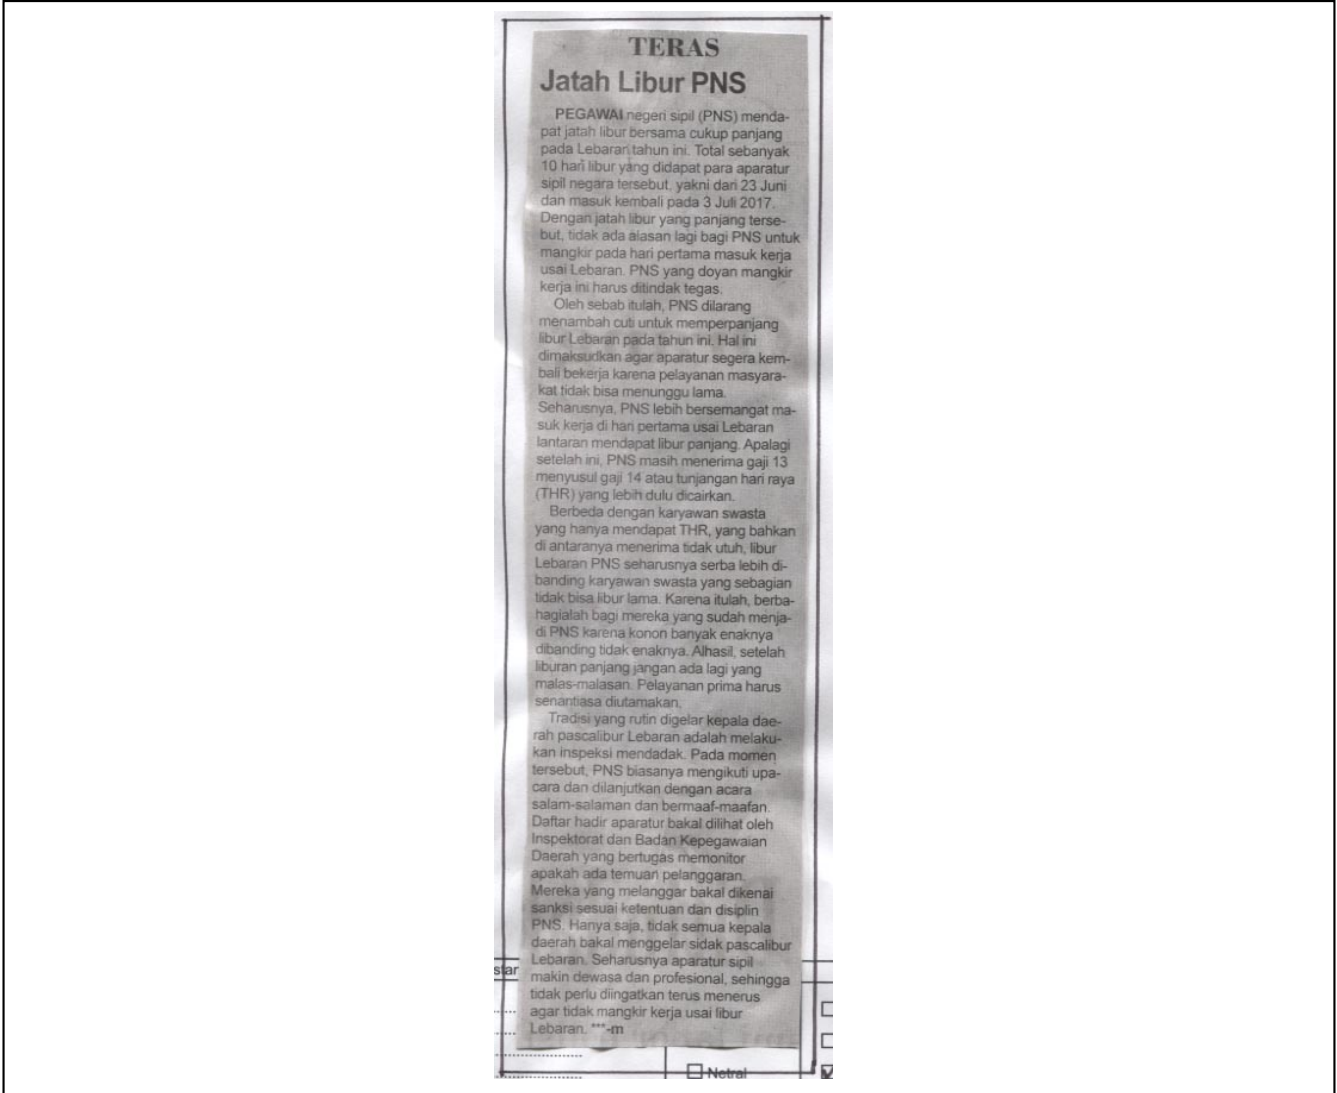 TERAS
Jatah Libur PNS
PEGAWAI negeri sipil (PNS) menda-
pat jatah libur bersama cukup panjang
pada Lebaran tahun ini. Total sebanyak
10 hari libur yang didapat para aparatur
sipil negara tersebut, yakni dari 23 Juni
dan masuk kembali pada 3 Juli 2017.
Dengan jatah libur yang panjang terse-
but, tidak ada alasan lagi bagi PNS untuk
mangkir pada hari pertama masuk kerja
usai Lebaran. PNS yang doyan mangkir
kerja ini harus ditindak tegas.
Oleh sebab itulah, PNS dilarang
menambah cuti untuk memperpanjang
libur Lebaran pada tahun ini. Hal ini
dimaksudkan agar aparatur segera kem-
bali bekerja karena pelayanan masyara-
kat tidak bisa menunggu lama.
Seharusnya, PNS lebih bersemangat ma-
suk kerja di hari pertama usai Lebaran
lantaran mendapat libur panjang. Apalagi
setelah ini, PNS masih menerima gaji 13
menyusul gaji 14 atau tunjangan hari raya
(THR) yang lebih dulu dicairkan.
Berbeda dengan karyawan swasta
yang hanya mendapat THR, yang bahkan
di antaranya menerima tidak utuh, libur
Lebaran PNS seharusnya serba lebih di-
banding karyawan swasta yang sebagian
tidak bisa libur lama. Karena itulah, berba-
hagialah bagi mereka yang sudah menja-
di PNS karena konon banyak enaknya
dibanding tidak enaknya. Alhasil, setelah
liburan panjang jangan ada lagi yang
malas-malasan. Pelayanan prima harus
senantiasa diutamakan.
Tradisi yang rutin digelar kepala dae-
rah pascalibur Lebaran adalah melaku-
kan inspeksi mendadak. Pada momen
tersebut, PNS biasanya mengikuti upa-
cara dan dilanjutkan dengan acara
salam-salaman dan bermaaf-maafan.
Daftar hadir aparatur bakal dilihat oleh
Inspektorat dan Badan Kepegawaian
Daerah yang bertugas memonitor
apakah ada temuan pelanggaran.
Mereka yang melanggar bakal dikenai
sanksi sesuai ketentuan dan disiplin
PNS. Hanya saja, tidak semua kepala
daerah bakal menggelar sidak pascalibur
Lebaran. Seharusnya aparatur sipil
makin dewasa dan profesional, sehingga
tidak perlu diingatkan terus menerus
agar tidak mangkir kerja usai libur
Lebaran. ***-m
Netral